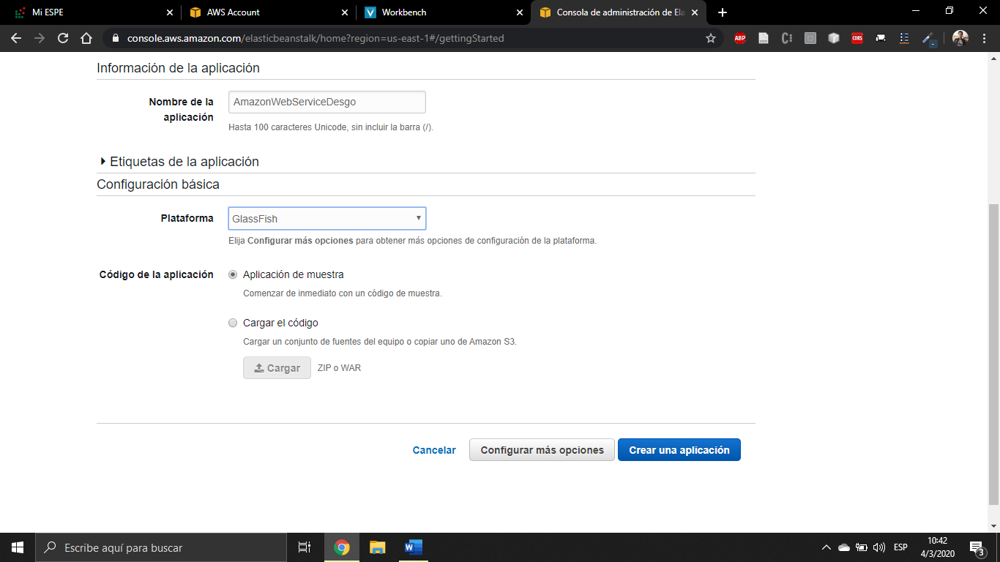 Mi ESPE
AWS Account
Workbench
Consola de administración de Ela
console.aws.amazon.com/elasticbeanstalk/home?region=us-east-1#/gettingStarted
ABP
CORS
Información de la aplicación
Nombre de la
aplicación
AmazonWebServiceDesgo
Hasta 100 caracteres Unicode, sin incluir la barra (/).
Etiquetas de la aplicación
Configuración básica
Plataforma
GlassFish
Elija Configurar más opciones para obtener más opciones de configuración de la plataforma.
Código de la aplicación
Aplicación de muestra
Comenzar de inmediato con un código de muestra.
Cargar el código
Cargar un conjunto de fuentes del equipo o copiar uno de Amazon S3.
Cargar
ZIP o WAR
Cancelar
Configurar más opciones
Crear una aplicación
Escribe aquí para buscar
ESP
10:42
4/3/2020
3